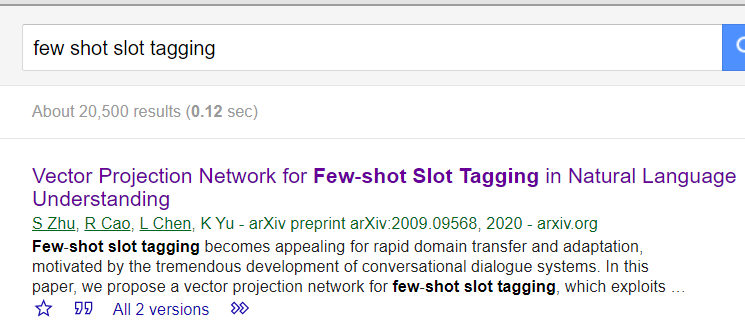 few shot slot tagging
About 20,500 results (0.12 sec)
Vector Projection Network for Few-shot Slot Tagging in Natural Language
Understanding
S Zhu, R Cao, L Chen, K Yu - arXiv preprint arXiv:2009.09568, 2020 - arxiv.org
Few-shot slot tagging becomes appealing for rapid domain transfer and adaptation,
motivated by the tremendous development of conversational dialogue systems. In this
paper, we propose a vector projection network for few-shot slot tagging, which exploits …
All 2 versions